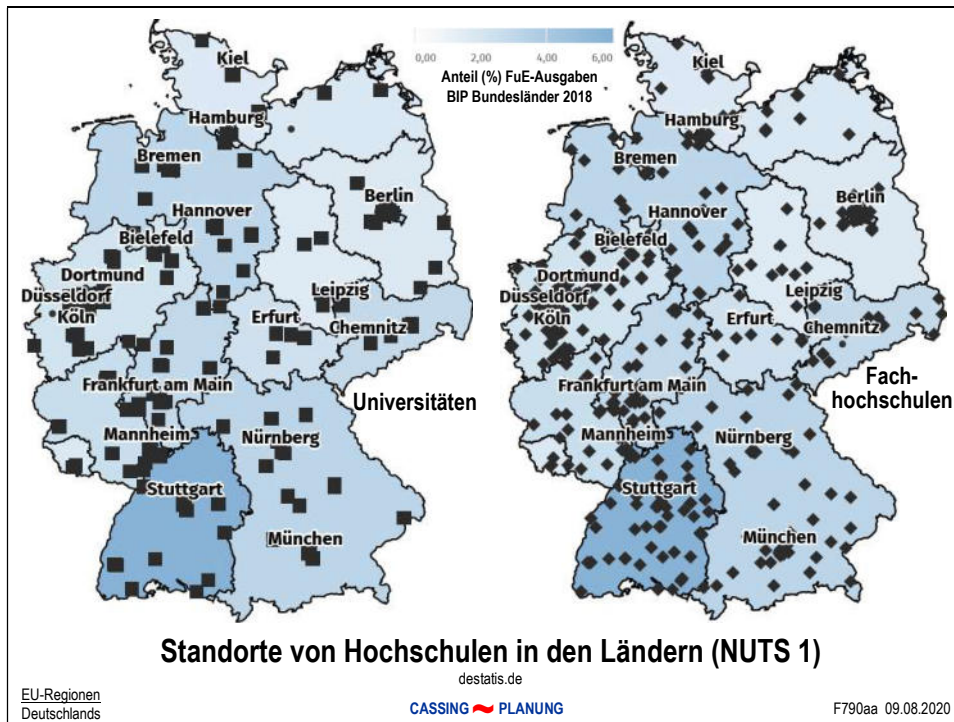 0,00 2,00 4,00 6,00
Anteil (%) FuE-Ausgaben
BIP Bundesländer 2018
Kiel
Hamburg
Bremen
Berlin
Hannover
Bielefeld
Dortmund
Düsseldorf
Leipzig
Köln
Erfurt
Chemnitz
Frankfurt am Main
Mannheim
Nürnberg
Stuttgart
München
Universitäten
Kiel
Hamburg
Bremen
Berlin
Hannover
Bielefeld
Dortmund
Düsseldorf
Leipzig
Köln
Erfurt
Chemnitz
Frankfurt am Main
Mannheim
Nürnberg
Stuttgart
München
Fach-
hochschulen
Standorte von Hochschulen in den Ländern (NUTS 1)
destatis.de
EU-Regionen
Deutschlands
CASSING PLANUNG
F790aa 09.08.2020